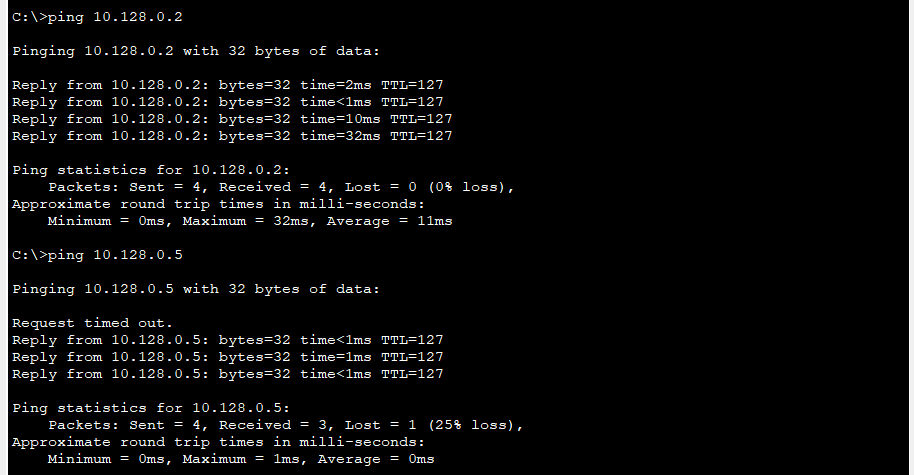 C:\>ping 10.128.0.2
Pinging 10.128.0.2 with 32 bytes of data:
Reply from 10.128.0.2: bytes=32 time=2ms TTL=127
Reply from 10.128.0.2: bytes=32 time<1ms TTL=127
Reply from 10.128.0.2: bytes=32 time=10ms TTL=127
Reply from 10.128.0.2: bytes=32 time=32ms TTL=127
Ping statistics for 10.128.0.2:
    Packets: Sent = 4, Received = 4, Lost = 0 (0% loss),
Approximate round trip times in milli-seconds:
    Minimum = 0ms, Maximum = 32ms, Average = 11ms
C:\>ping 10.128.0.5
Pinging 10.128.0.5 with 32 bytes of data:
Request timed out.
Reply from 10.128.0.5: bytes=32 time<1ms TTL=127
Reply from 10.128.0.5: bytes=32 time=1ms TTL=127
Reply from 10.128.0.5: bytes=32 time<1ms TTL=127
Ping statistics for 10.128.0.5:
    Packets: Sent = 4, Received = 3, Lost = 1 (25% loss),
Approximate round trip times in milli-seconds:
    Minimum = 0ms, Maximum = 1ms, Average = 0ms